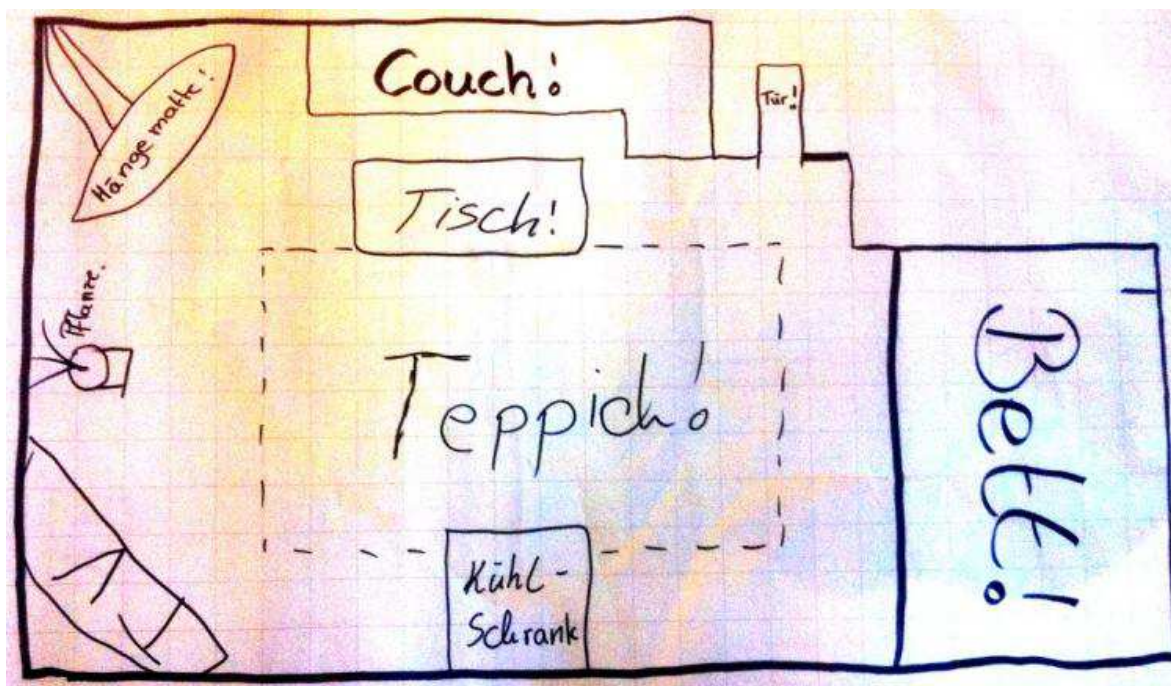 Couch!
Tür!
Hängematte!
Tisch!
Pflanze.
Teppich!
Bett!
Kühl-
Schrank